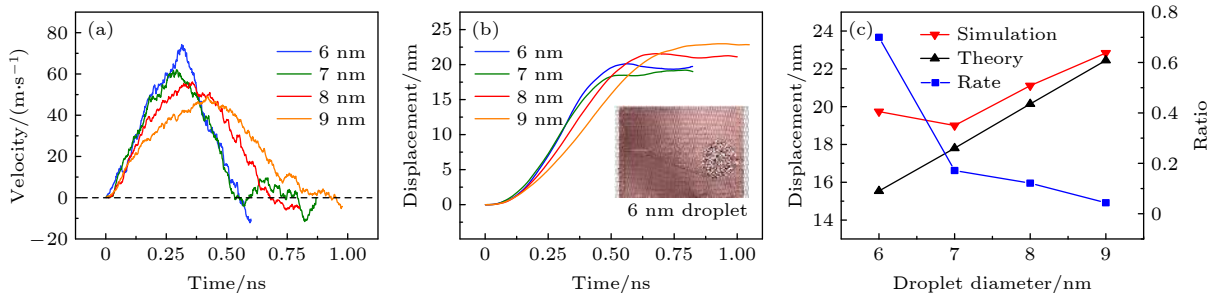 (a)
6 nm
7 nm
8 nm
9 nm
80
60
40
20
0
−20
Velocity/(m·s⁻¹)
0
0.25
0.50
0.75
1.00
Time/ns
(b)
6 nm
7 nm
8 nm
9 nm
25
20
15
10
5
0
Displacement/nm
6 nm droplet
0
0.25
0.50
0.75
1.00
Time/ns
(c)
Simulation
Theory
Rate
24
22
20
18
16
14
Displacement/nm
0.8
0.6
0.4
0.2
0
Ratio
6
7
8
9
Droplet diameter/nm